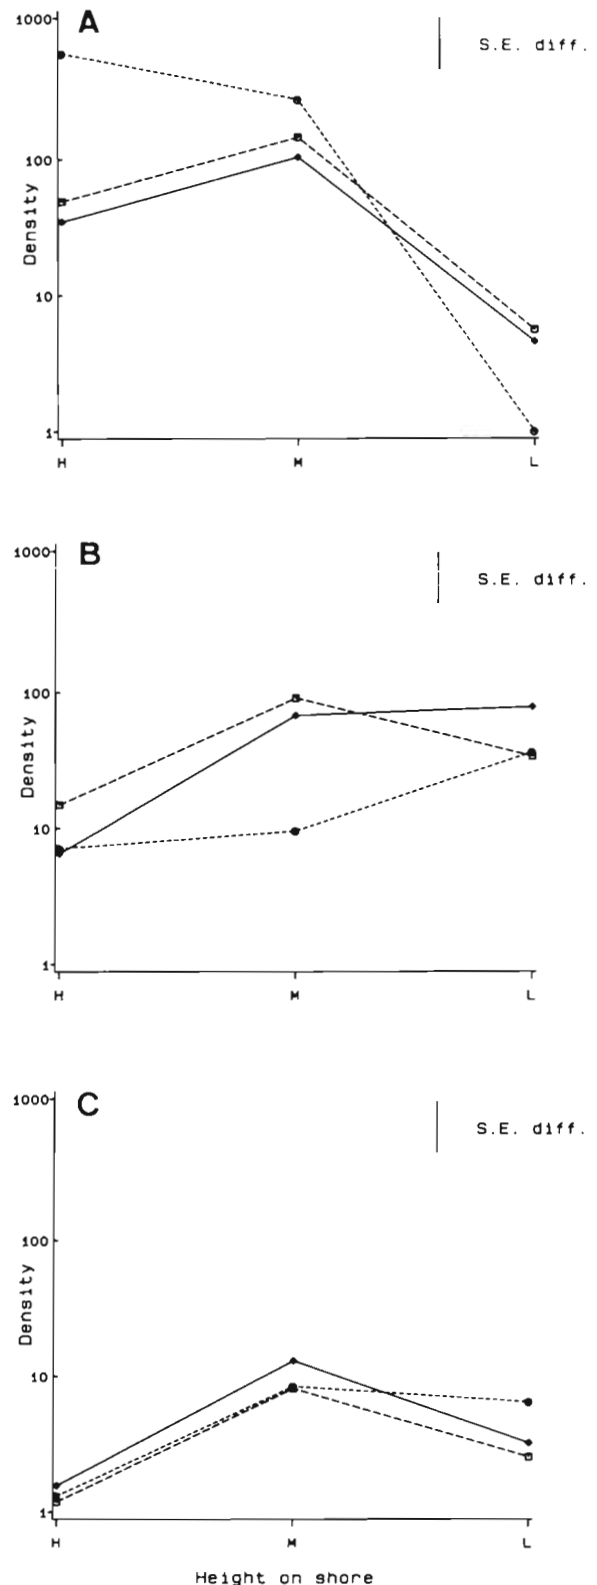 A
1000
S.E. diff.
100
Density
10
1
H M L
B
1000
S.E. diff.
100
Density
10
1
H M L
C
1000
S.E. diff.
100
Density
10
1
H M L
Height on shore